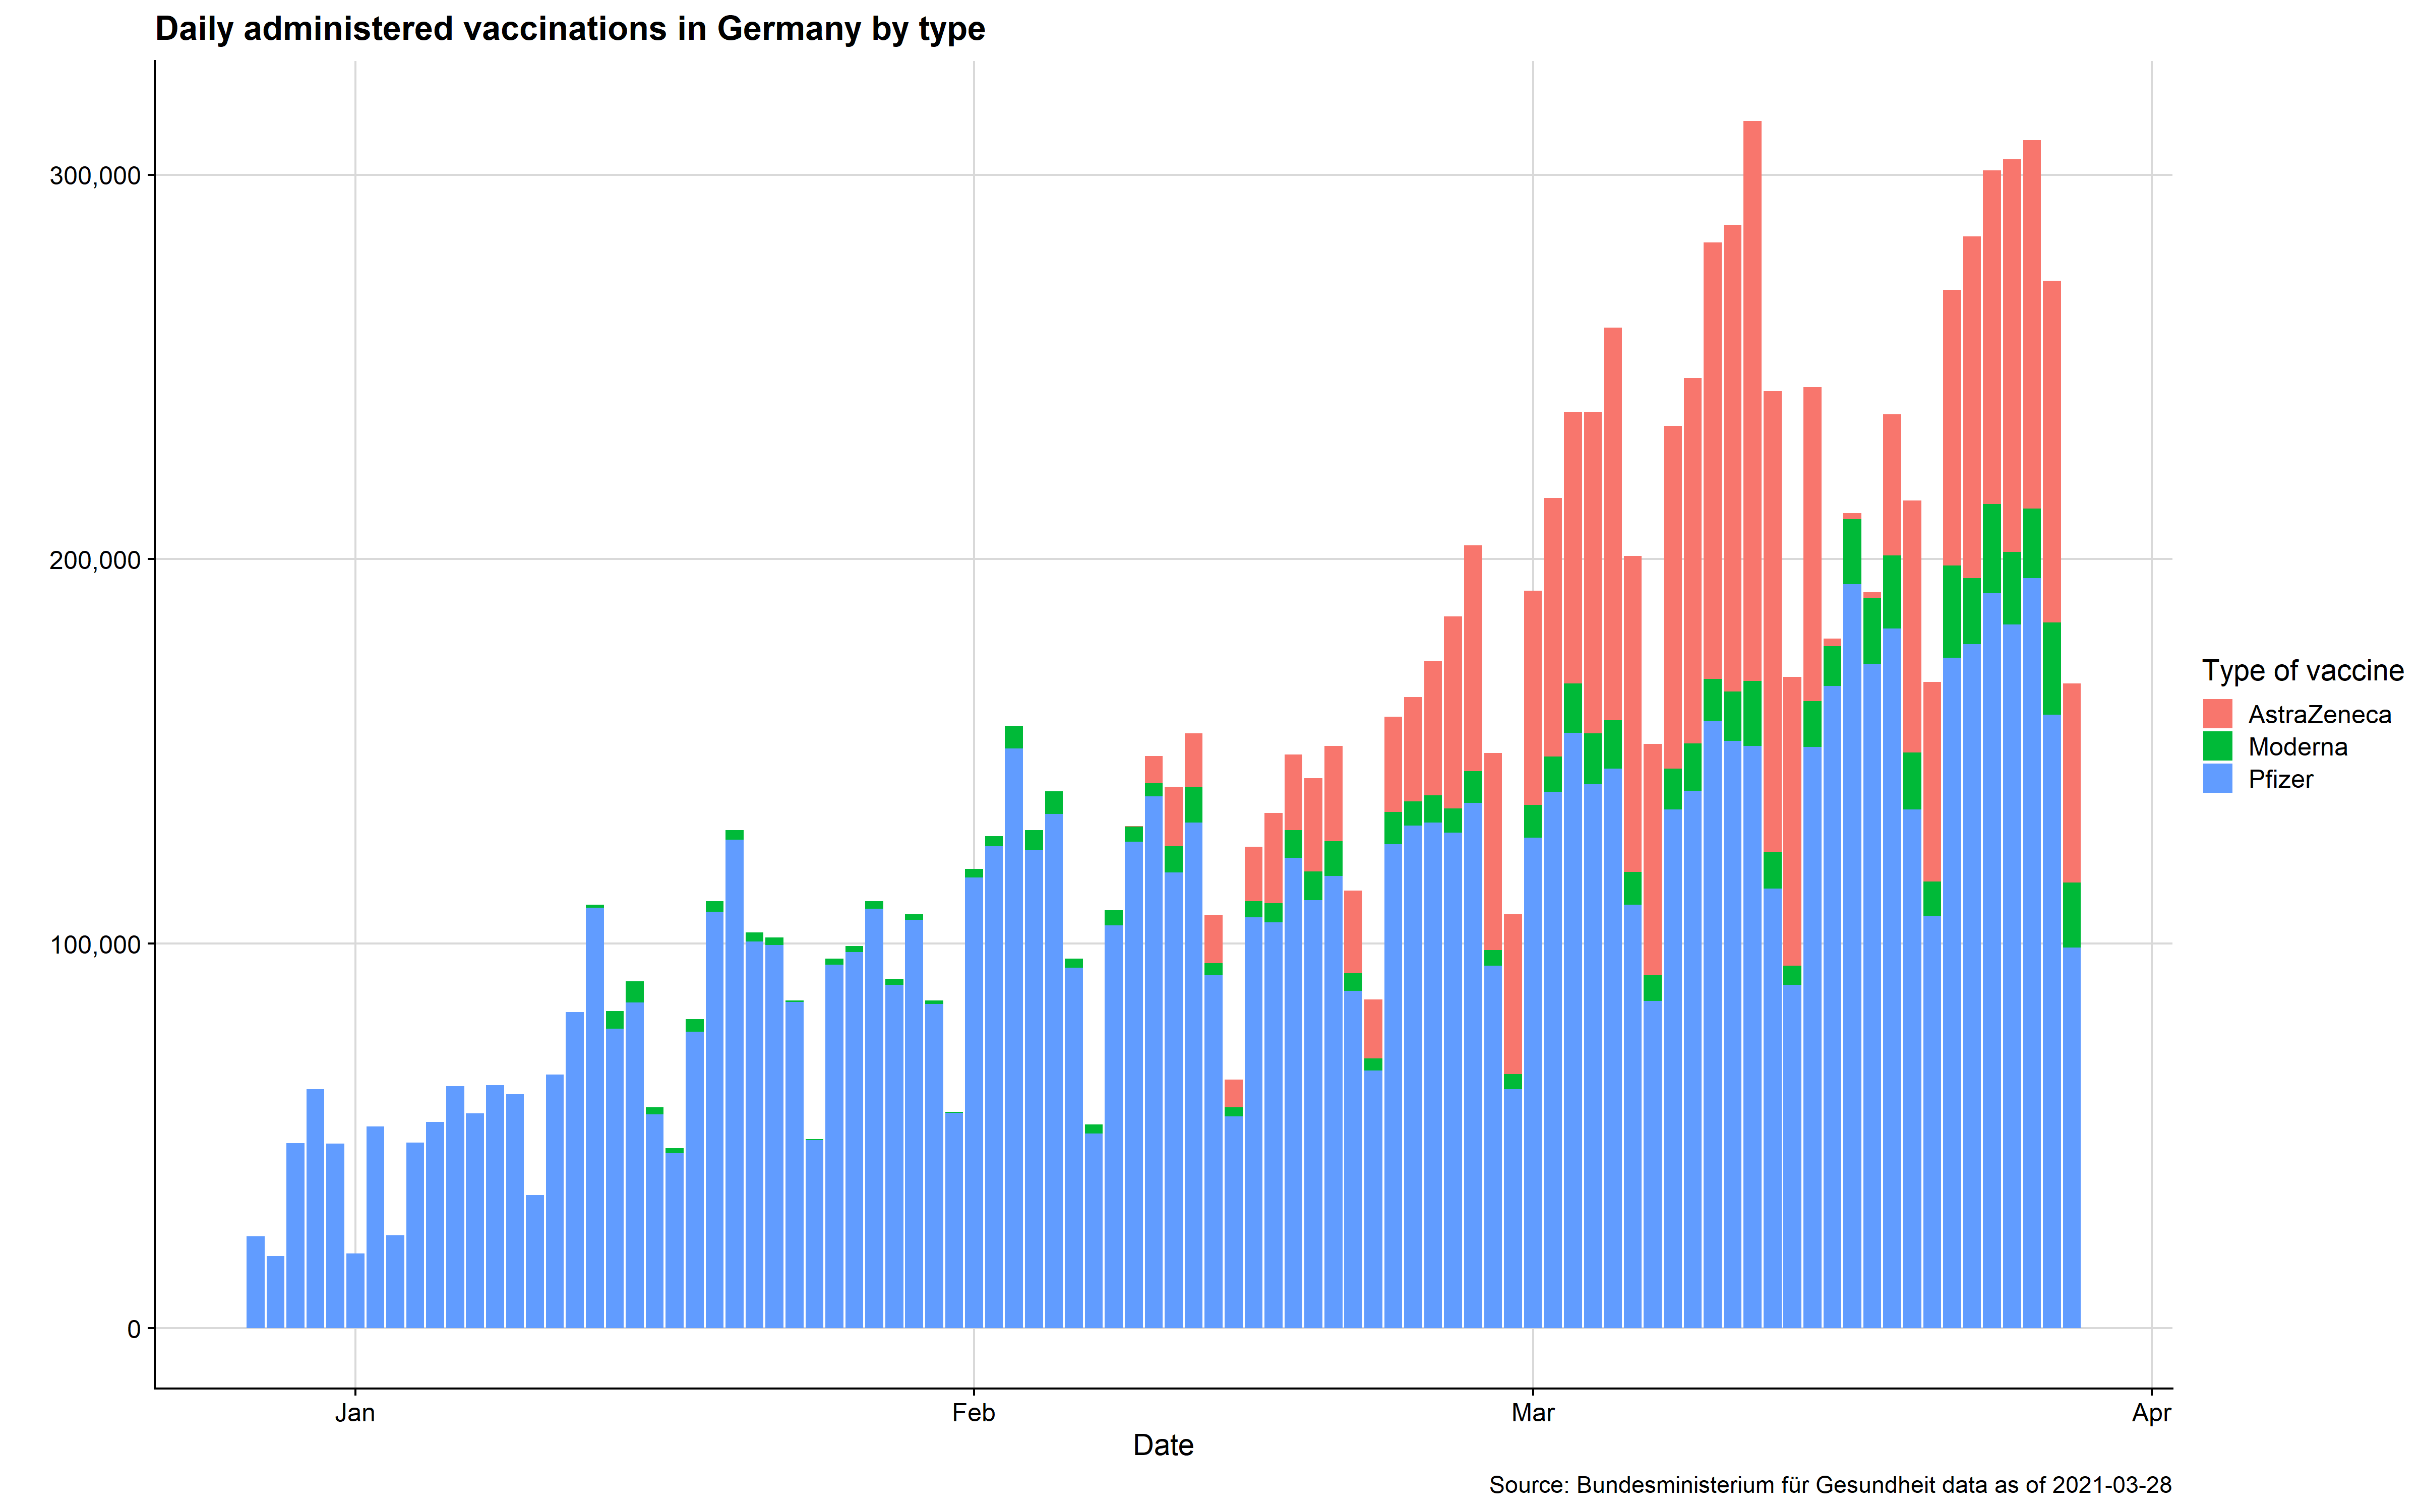 Daily administered vaccinations in Germany by type
300,000
200,000
100,000
0
Jan
Feb
Mar
Apr
Date
Type of vaccine
AstraZeneca
Moderna
Pfizer
Source: Bundesministerium für Gesundheit data as of 2021-03-28